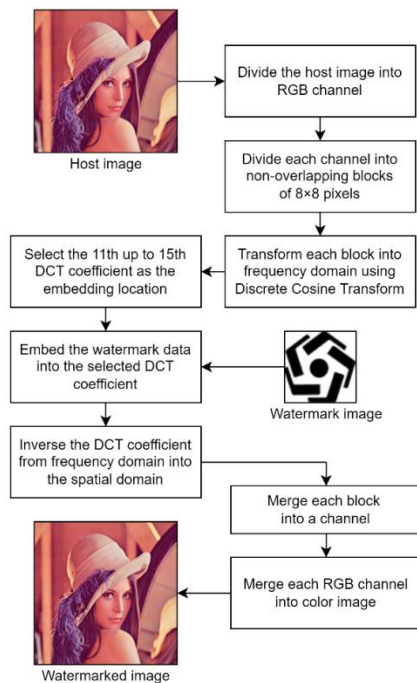 Divide the host image into
RGB channel
Host image
Divide each channel into
non-overlapping blocks
of 8×8 pixels
Select the 11th up to 15th
DCT coefficient as the
embedding location
Transform each block into
frequency domain using
Discrete Cosine Transform
Embed the watermark data
into the selected DCT
coefficient
Watermark image
Inverse the DCT coefficient
from frequency domain into
the spatial domain
Merge each block
into a channel
Merge each RGB channel
into color image
Watermarked image